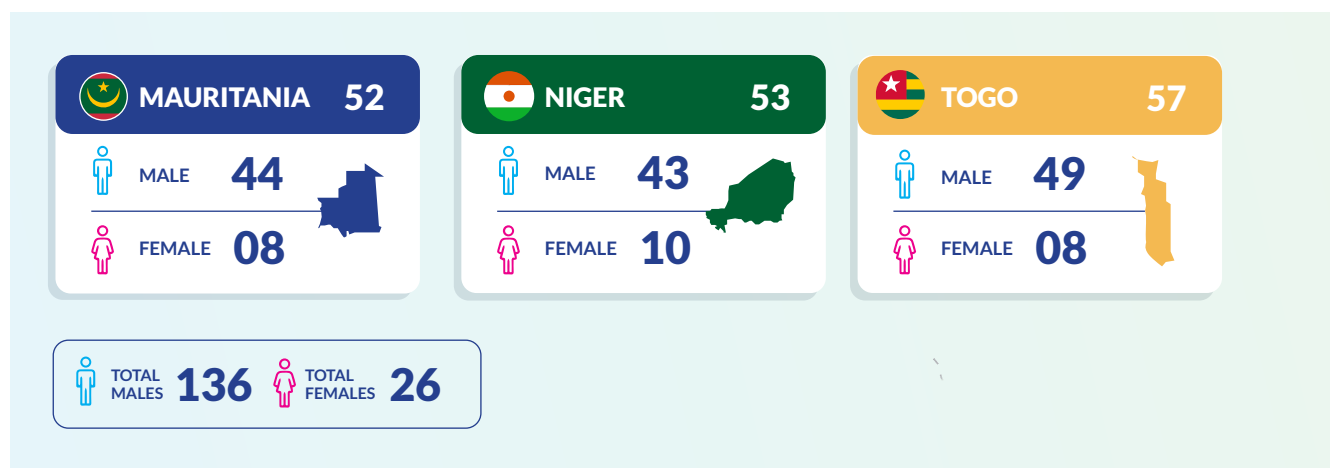 MAURITANIA 52
MALE 44
FEMALE 08
NIGER 53
MALE 43
FEMALE 10
TOGO 57
MALE 49
FEMALE 08
TOTAL
MALES 136
TOTAL
FEMALES 26